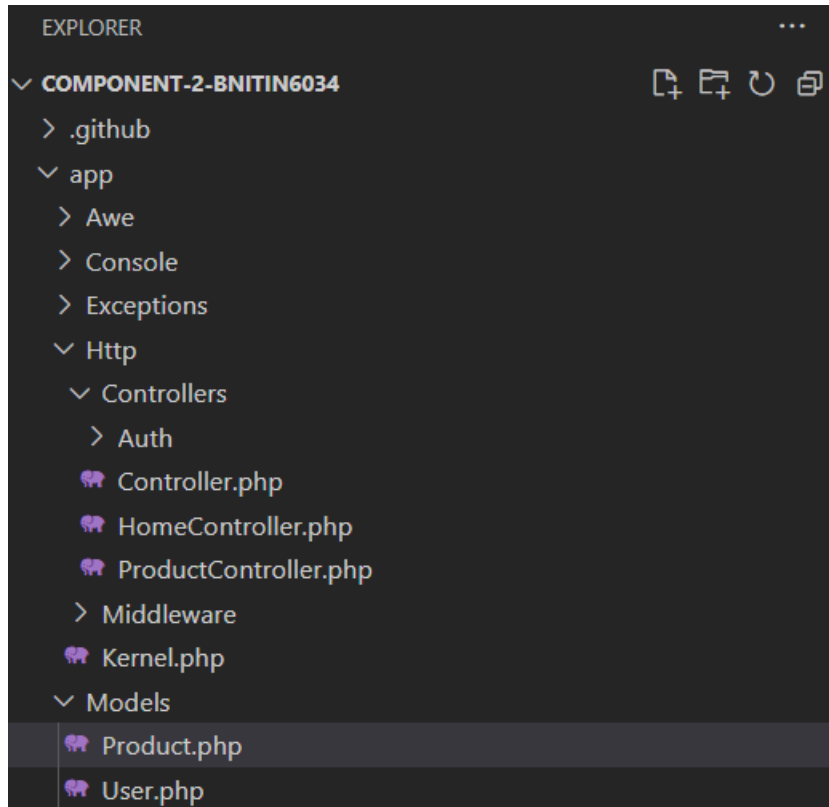 EXPLORER
COMPONENT-2-BNITIN6034
.github
app
Awe
Console
Exceptions
Http
Controllers
Auth
Controller.php
HomeController.php
ProductController.php
Middleware
Kernel.php
Models
Product.php
User.php